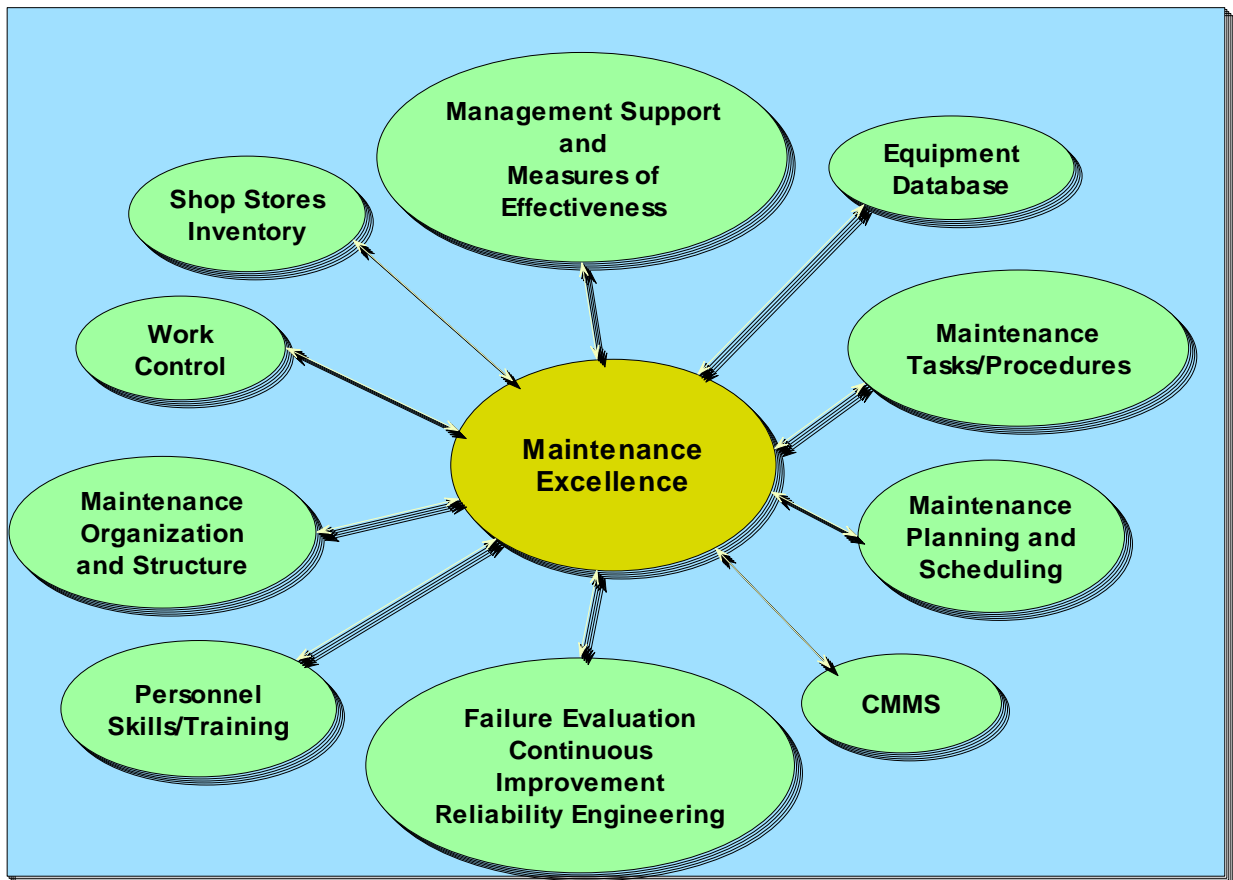 Management Support
and
Measures of
Effectiveness
Equipment
Database
Shop Stores
Inventory
Work
Control
Maintenance
Tasks/Procedures
Maintenance
Excellence
Maintenance
Organization
and Structure
Maintenance
Planning and
Scheduling
Personnel
Skills/Training
Failure Evaluation
Continuous
Improvement
Reliability Engineering
CMMS